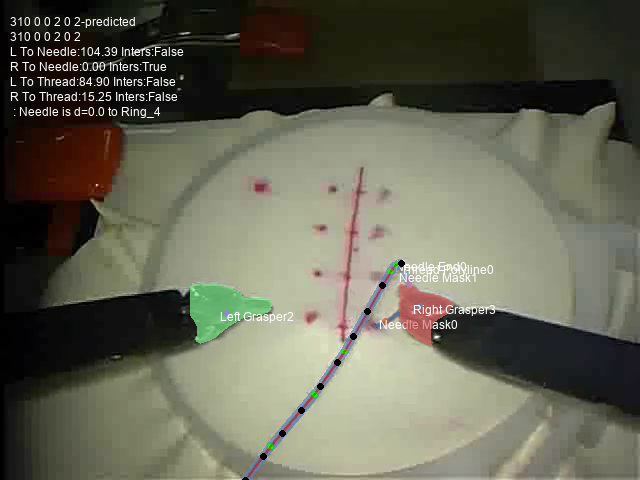 310 0 0 2 0 2-predicted
310 0 0 2 0 2
L To Needle:104.39 Inters:False
R To Needle:0.00 Inters:True
L To Thread:84.90 Inters:False
R To Thread:15.25 Inters:False
: Needle is d=0.0 to Ring_4
Needle End0
Thread Polyline0
Needle Mask1
Right Grasper3
Left Grasper2
Needle Mask0